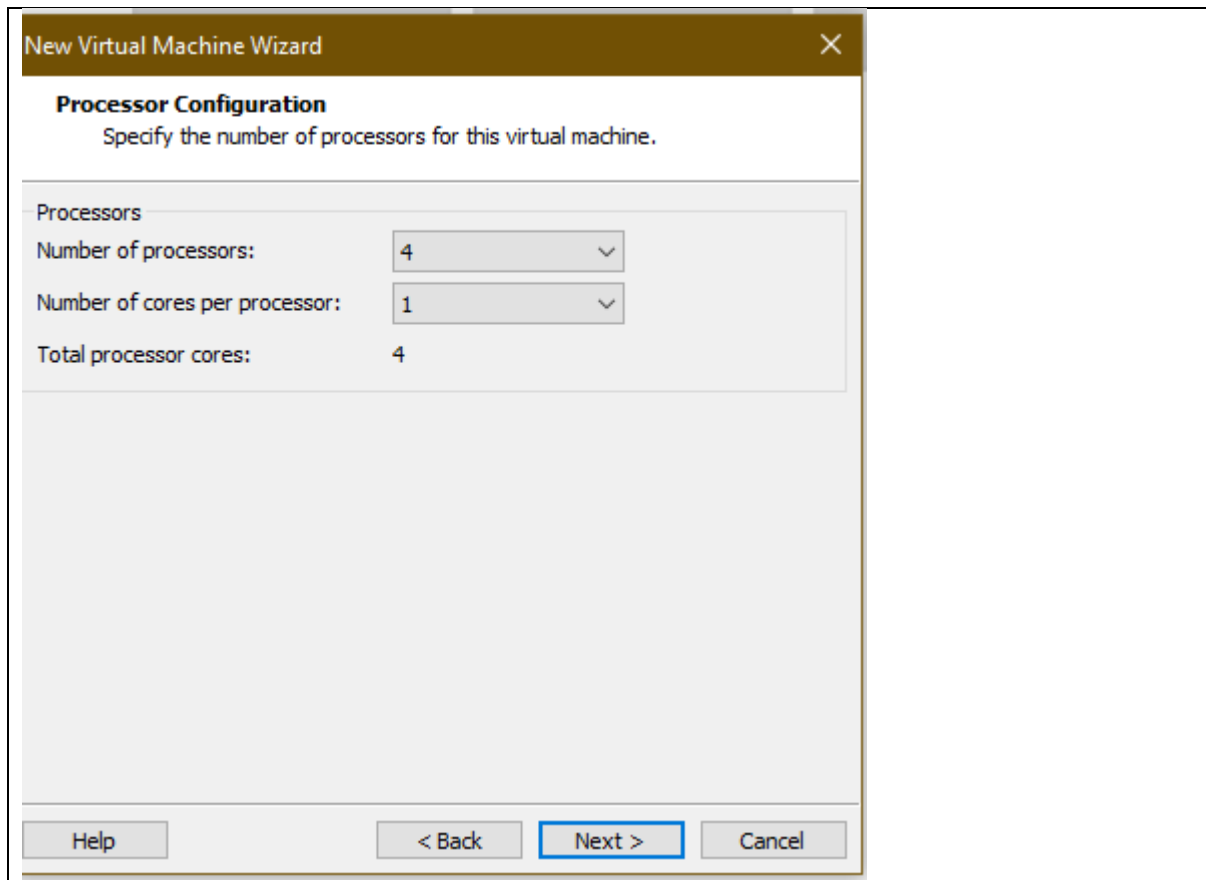 New Virtual Machine Wizard
Processor Configuration
Specify the number of processors for this virtual machine.
Processors
Number of processors: 4
Number of cores per processor: 1
Total processor cores: 4
Help < Back Next > Cancel